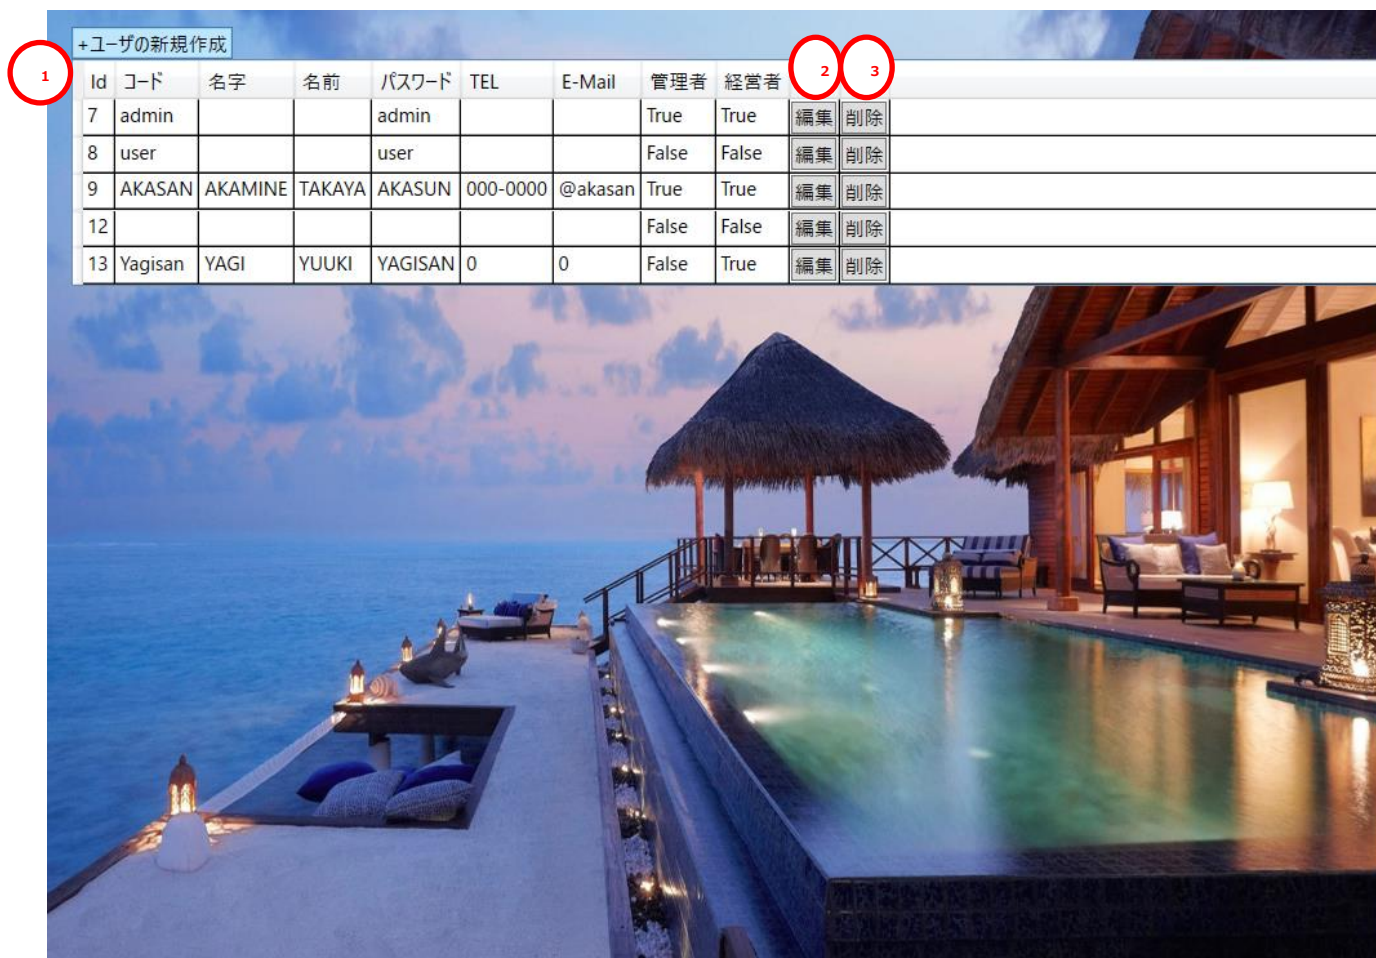 +ユーザの新規作成
1 2 3
Id コード 名字 名前 パスワード TEL E-Mail 管理者 経営者
7 admin admin True True 編集 削除
8 user user False False 編集 削除
9 AKASAN AKAMINE TAKAYA AKASUN 000-0000 @akasan True True 編集 削除
12 False False 編集 削除
13 Yagisan YAGI YUUKI YAGISAN 0 0 False True 編集 削除